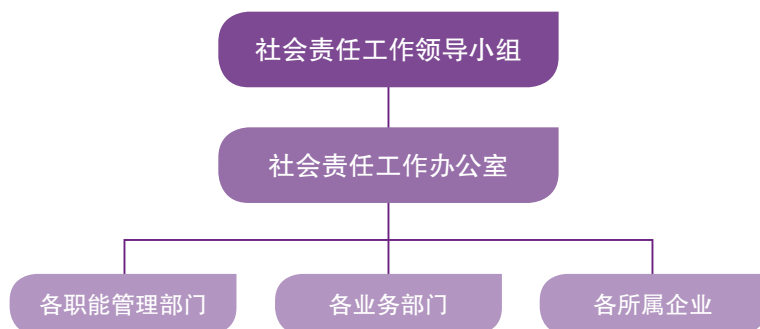 社会责任工作领导小组
社会责任工作办公室
各职能管理部门
各业务部门
各所属企业